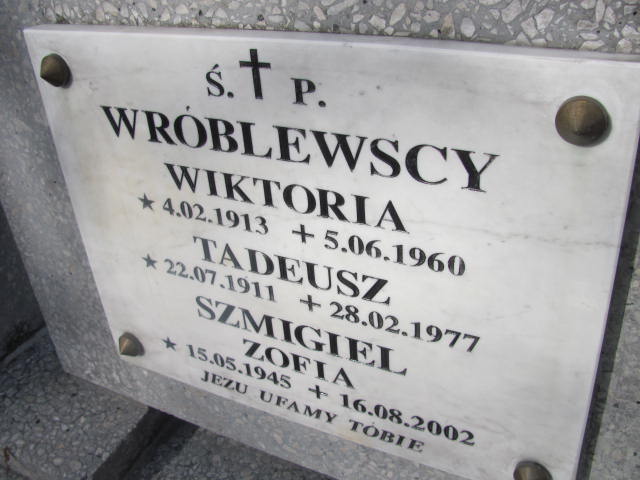 Ś. P.
WRÓBLEWSCY
WIKTORIA
★ 4.02.1913 + 5.06.1960
TADEUSZ
★ 22.07.1911 + 28.02.1977
SZMIGIEL
ZOFIA
★ 15.05.1945 + 16.08.2002
JEZU UFAMY TOBIE